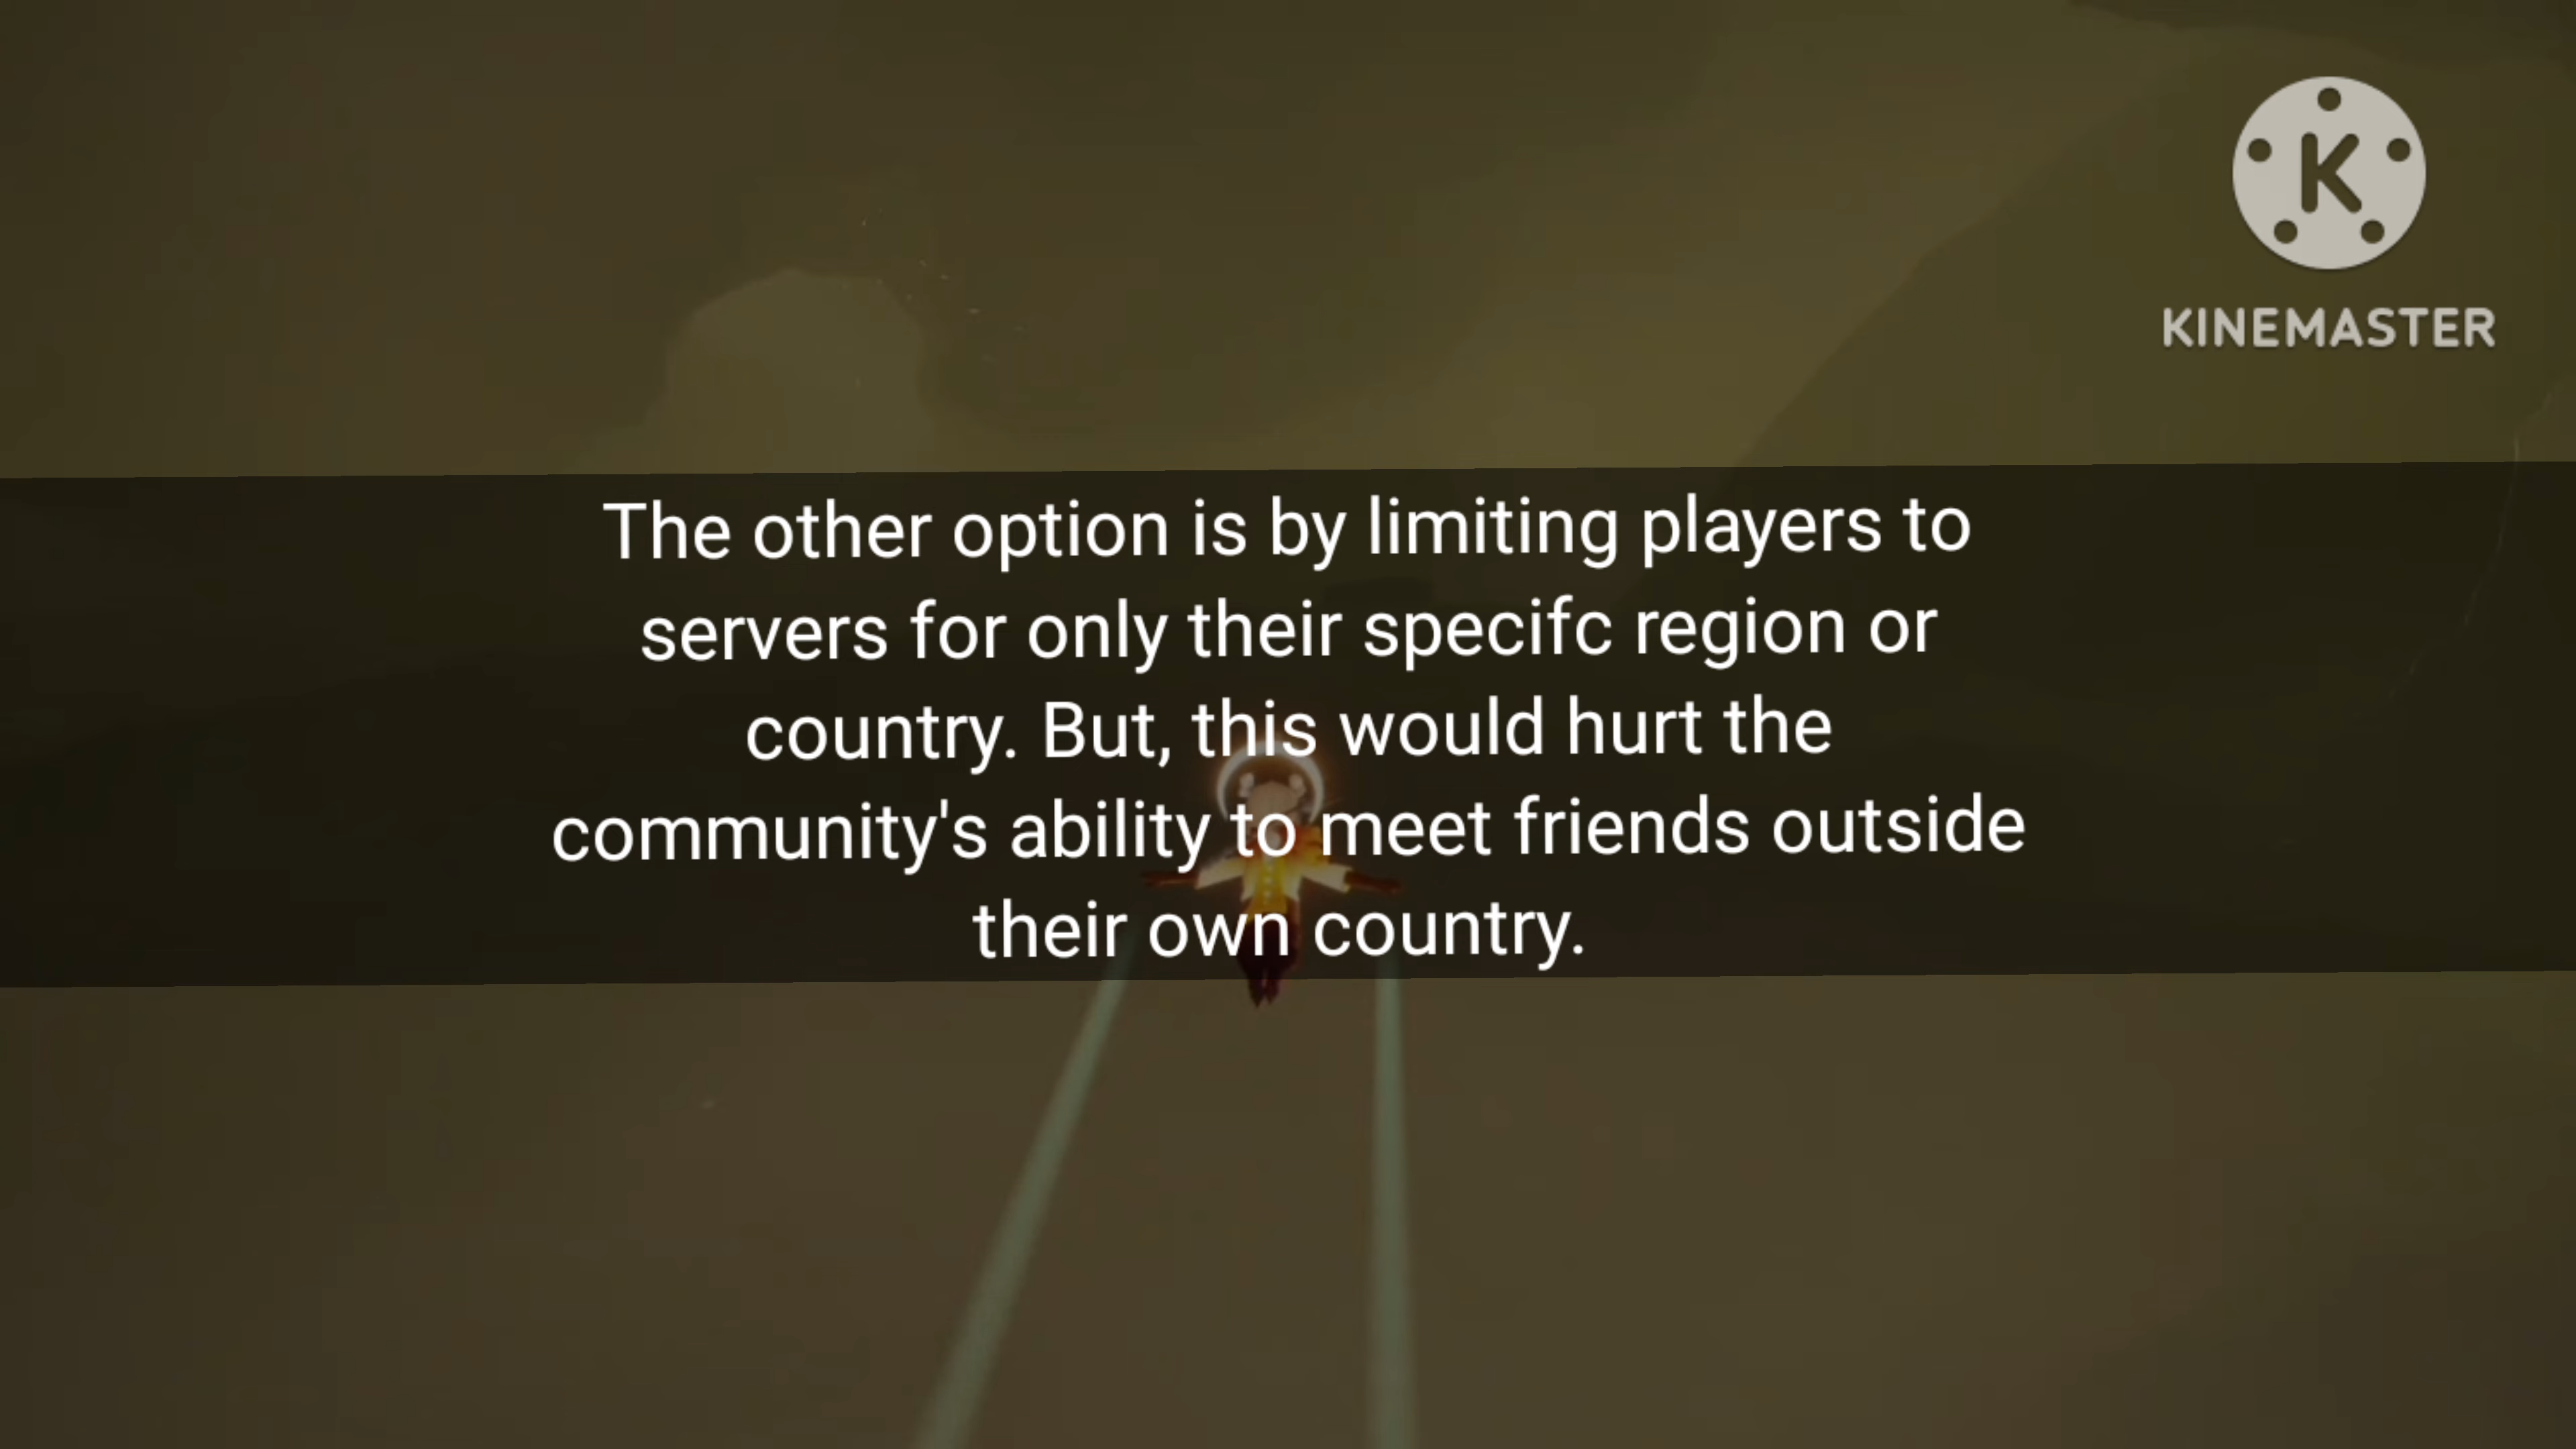 K
KINEMASTER
The other option is by limiting players to
servers for only their specifc region or
country. But, this would hurt the
community's ability to meet friends outside
their own country.